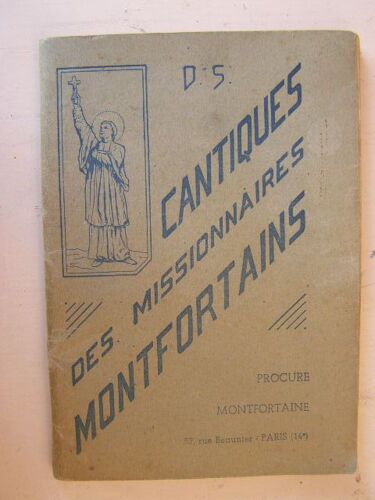 D.S.
CANTIQUES
DES MISSIONNAIRES
MONTFORTAINS
PROCURE
MONTFORTAINE
57, rue Beaunier - PARIS (14e)